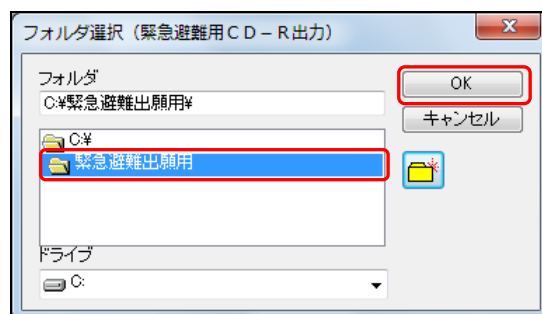 フォルダ選択（緊急避難用ＣＤ－Ｒ出力）
フォルダ
C:¥緊急避難出願用¥
OK
キャンセル
C:¥
緊急避難出願用
ドライブ
C: